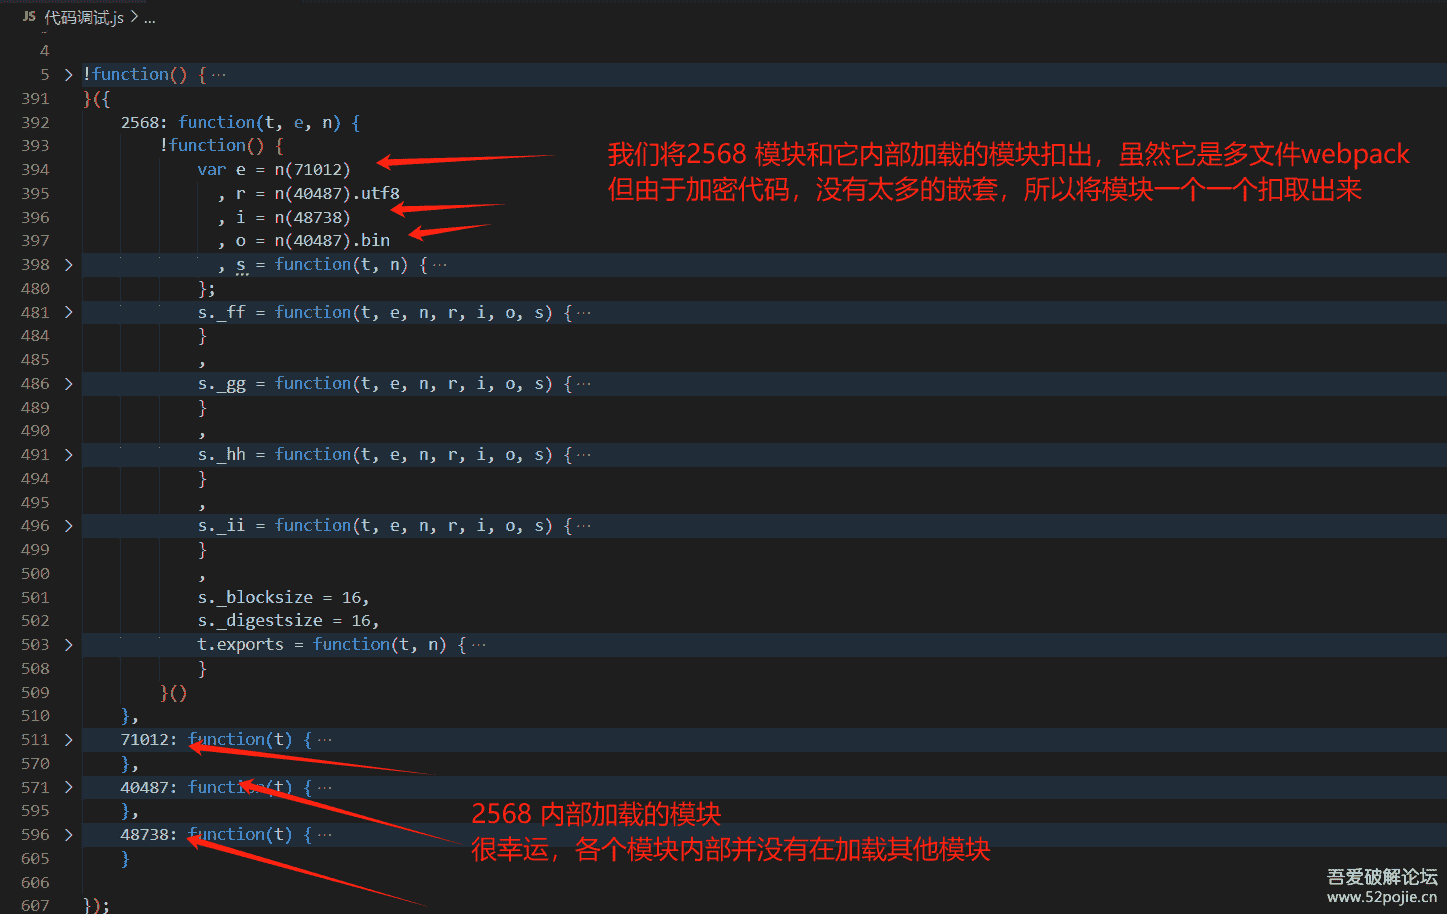 JS 代码调试.js > ...
4
5 > !function() { ···
391 }({
392 2568: function(t, e, n) {
393 !function() {
394 var e = n(71012)
395 , r = n(40487).utf8
396 , i = n(48738)
397 , o = n(40487).bin
398 > , s = function(t, n) { ···
480 };
481 > s._ff = function(t, e, n, r, i, o, s) { ···
484 }
485 ,
486 > s._gg = function(t, e, n, r, i, o, s) { ···
489 }
490 ,
491 > s._hh = function(t, e, n, r, i, o, s) { ···
494 }
495 ,
496 > s._ii = function(t, e, n, r, i, o, s) { ···
499 }
500 ,
501 s._blocksize = 16,
502 s._digestsize = 16,
503 > t.exports = function(t, n) { ···
508 }
509 }()
510 },
511 > 71012: function(t) { ···
570 },
571 > 40487: function(t) { ···
595 },
596 > 48738: function(t) { ···
605 }
606
607 });
我们将2568 模块和它内部加载的模块扣出，虽然它是多文件webpack
但由于加密代码，没有太多的嵌套，所以将模块一个一个扣取出来
2568 内部加载的模块
很幸运，各个模块内部并没有在加载其他模块
吾爱破解论坛
www.52pojie.cn